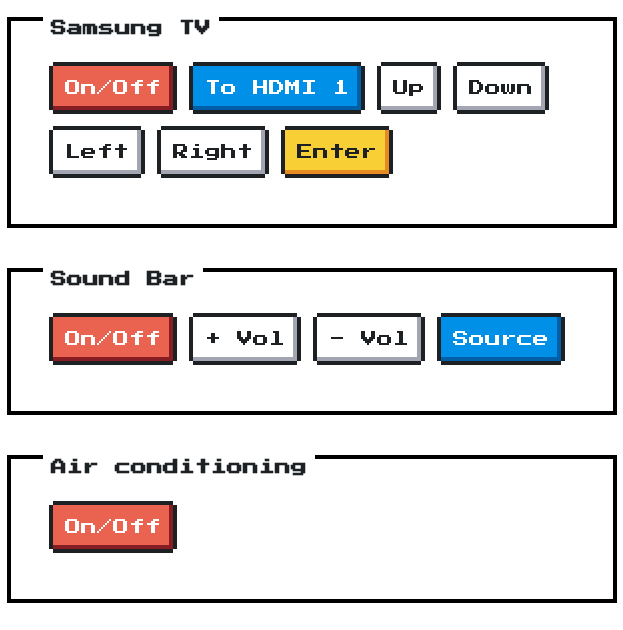 Samsung TV
On/Off To HDMI 1 Up Down
Left Right Enter
Sound Bar
On/Off + Vol - Vol Source
Air conditioning
On/Off